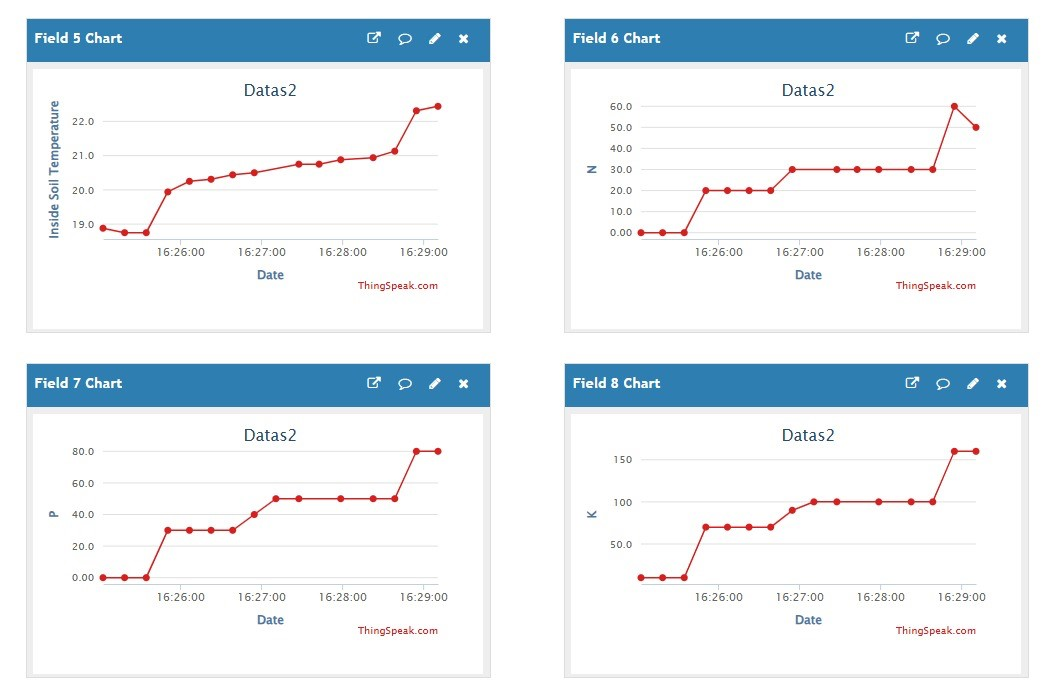 Field 5 Chart
Datas2
Inside Soil Temperature
22.0
21.0
20.0
19.0
16:26:00 16:27:00 16:28:00 16:29:00
Date
ThingSpeak.com
Field 6 Chart
Datas2
N
60.0
50.0
40.0
30.0
20.0
10.0
0.00
16:26:00 16:27:00 16:28:00 16:29:00
Date
ThingSpeak.com
Field 7 Chart
Datas2
P
80.0
60.0
40.0
20.0
0.00
16:26:00 16:27:00 16:28:00 16:29:00
Date
ThingSpeak.com
Field 8 Chart
Datas2
K
150
100
50.0
16:26:00 16:27:00 16:28:00 16:29:00
Date
ThingSpeak.com